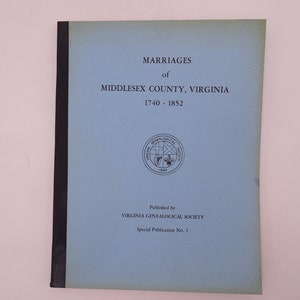 MARRIAGES
of
MIDDLESEX COUNTY, VIRGINIA
1740 - 1852
Published by
VIRGINIA GENEALOGICAL SOCIETY
Special Publication No. 3